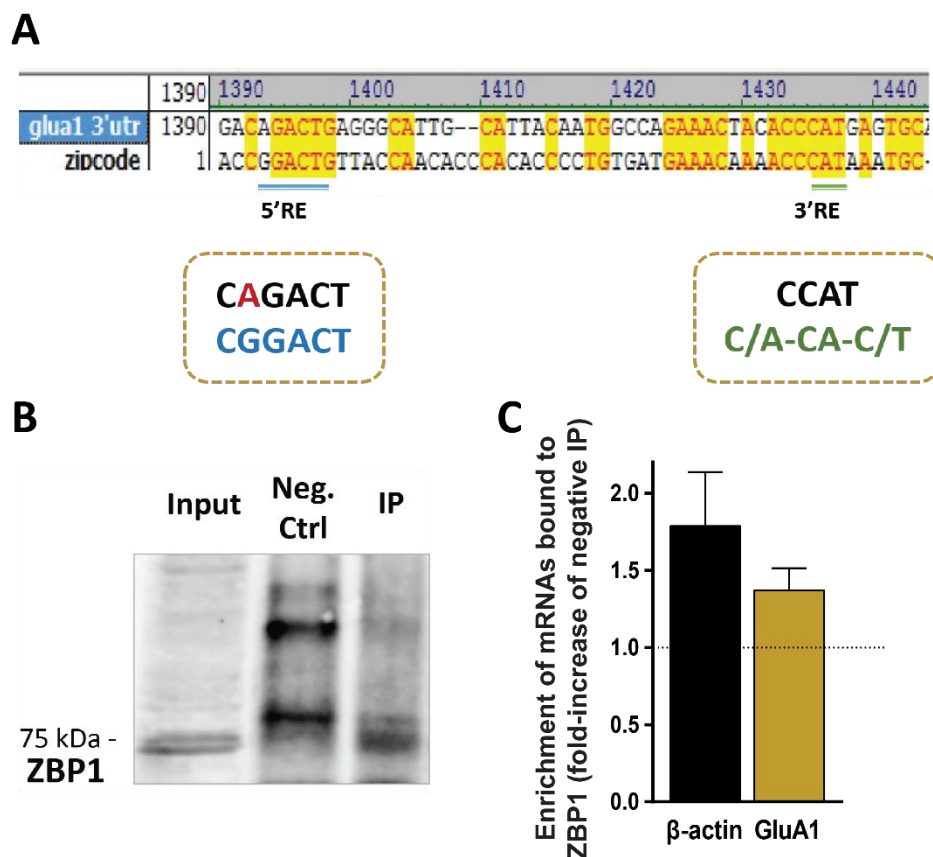 A
1390 1390 1400 1410 1420 1430 1440
glua1 3'utr 1390 GACAGACTGAGGGCATTG--CATTACAATGGCCAGAAACTACACCCATGAGTGCA
zipcode 1 ACCGGACTGTTACCAACACCCACACCCCTGTGATGAAACAAAACCCATAAATGC-
5'RE 3'RE
CAGACT
CGGACT
CCAT
C/A-CA-C/T
B
Input Neg. Ctrl IP
75 kDa -
ZBP1
C
Enrichment of mRNAs bound to
ZBP1 (fold-increase of negative IP)
2.0
1.5
1.0
0.5
0.0
β-actin GluA1